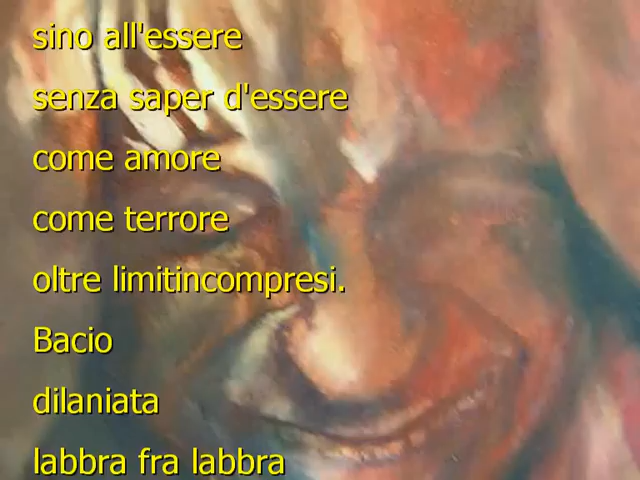 sino all'essere
senza saper d'essere
come amore
come terrore
oltre limitincompresi.
Bacio
dilaniata
labbra fra labbra